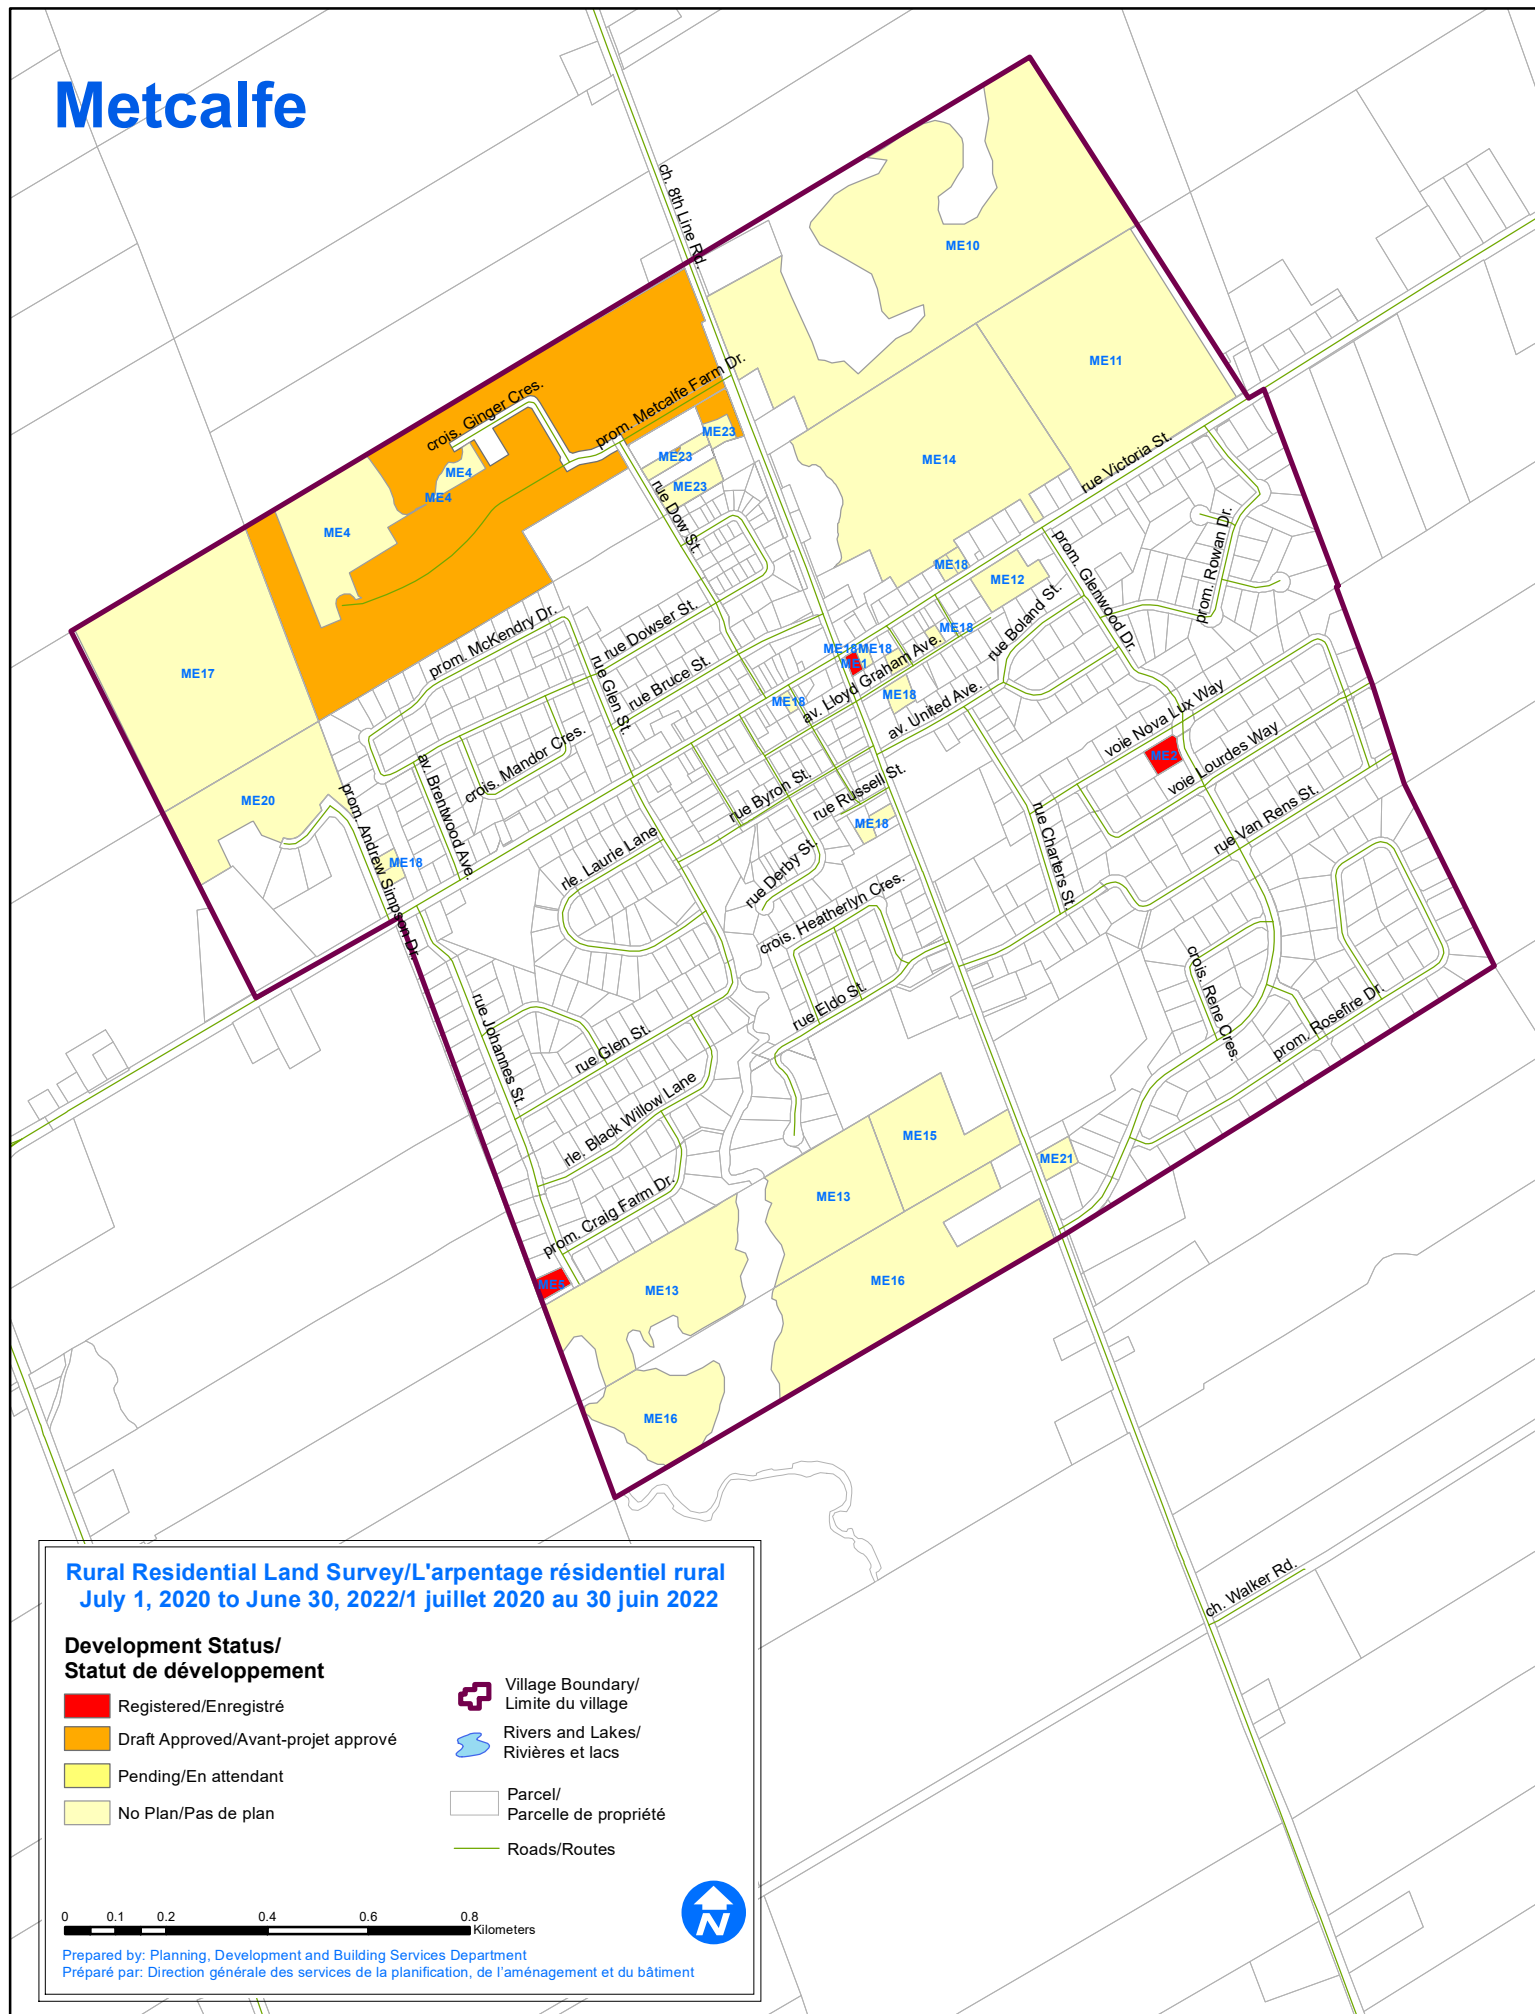 Metcalfe
ch. 8th Line Rd.
ME10
ME11
crois. Ginger Cres.
prom. Metcalfe Farm Dr.
ME23
ME4
ME23
ME14
rue Victoria St.
ME4
ME23
ME4
rue Dow St.
prom. Rowan Dr.
prom. Glenwood Dr.
ME18
ME12
rue Boland St.
rue Dowser St.
prom. McKendry Dr.
ME18
ME18
ME18
ME1
ME17
rue Glen St.
rue Bruce St.
av. Lloyd Graham Ave.
ME18
ME18
av. United Ave.
voie Nova Lux Way
ME2
voie Lourdes Way
crois. Mandor Cres.
av. Brentwood Ave.
ME20
prom. Andrew Simpson Dr.
rue Byron St.
rue Russell St.
ME18
rue Charters St.
rue Van Rens St.
ME18
rle. Laurie Lane
rue Derby St.
crois. Heatherlyn Cres.
crois. Rene Cres.
rue Johannes St.
rue Eldo St.
rue Glen St.
prom. Rosefire Dr.
rle. Black Willow Lane
ME15
ME21
ME13
prom. Craig Farm Dr.
ME5
ME13
ME16
ME16
ch. Walker Rd.
Rural Residential Land Survey/L'arpentage résidentiel rural
July 1, 2020 to June 30, 2022/1 juillet 2020 au 30 juin 2022
Development Status/
Statut de développement
Registered/Enregistré
Draft Approved/Avant-projet apprové
Pending/En attendant
No Plan/Pas de plan
Village Boundary/
Limite du village
Rivers and Lakes/
Rivières et lacs
Parcel/
Parcelle de propriété
Roads/Routes
0 0.1 0.2 0.4 0.6 0.8
Kilometers
N
Prepared by: Planning, Development and Building Services Department
Préparé par: Direction générale des services de la planification, de l'aménagement et du bâtiment